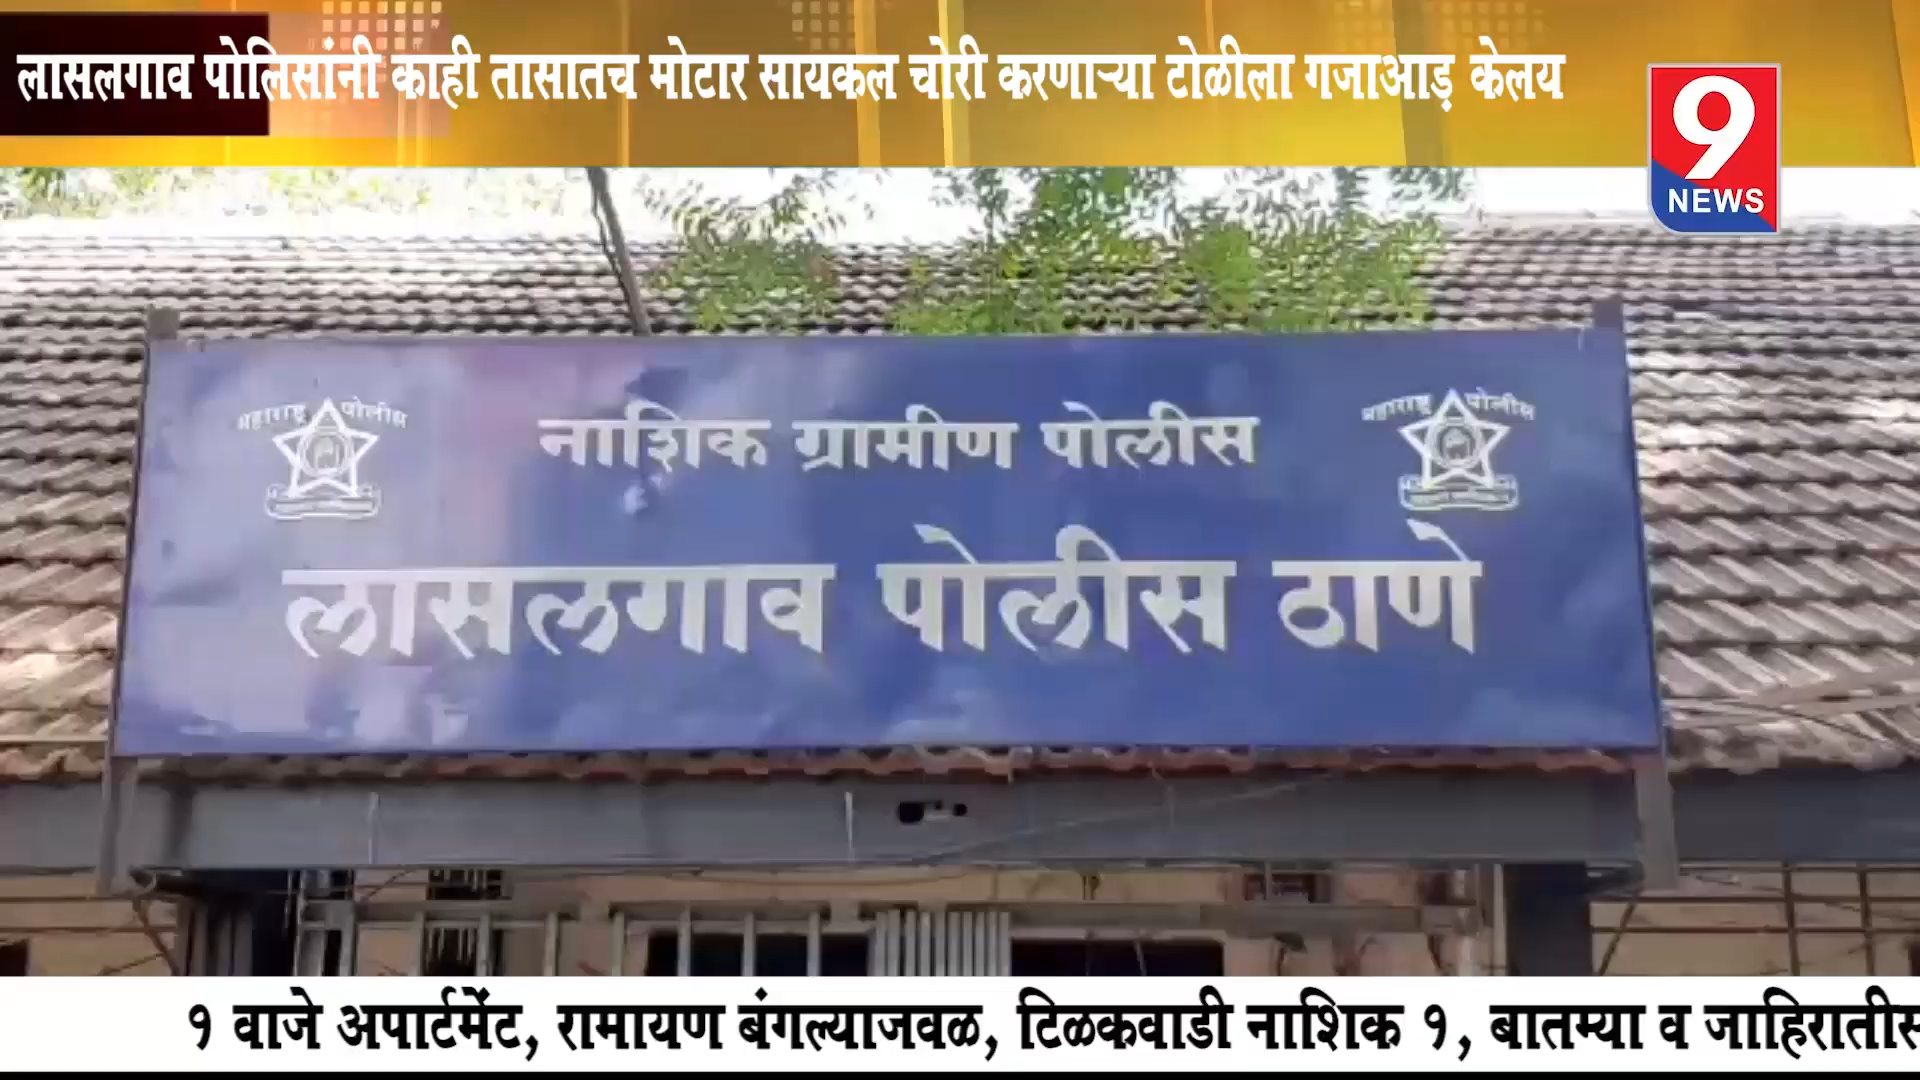 लासलगाव पोलिसांनी काही तासातच मोटार सायकल चोरी करणाऱ्या टोळीला गजाआड़ केलय
9
NEWS
महाराष्ट्र पोलीस
नाशिक ग्रामीण पोलीस
महाराष्ट्र पोलीस
लासलगाव पोलीस ठाणे
१ वाजे अपार्टमेंट, रामायण बंगल्याजवळ, टिळकवाडी नाशिक १, बातम्या व जाहिरातीस